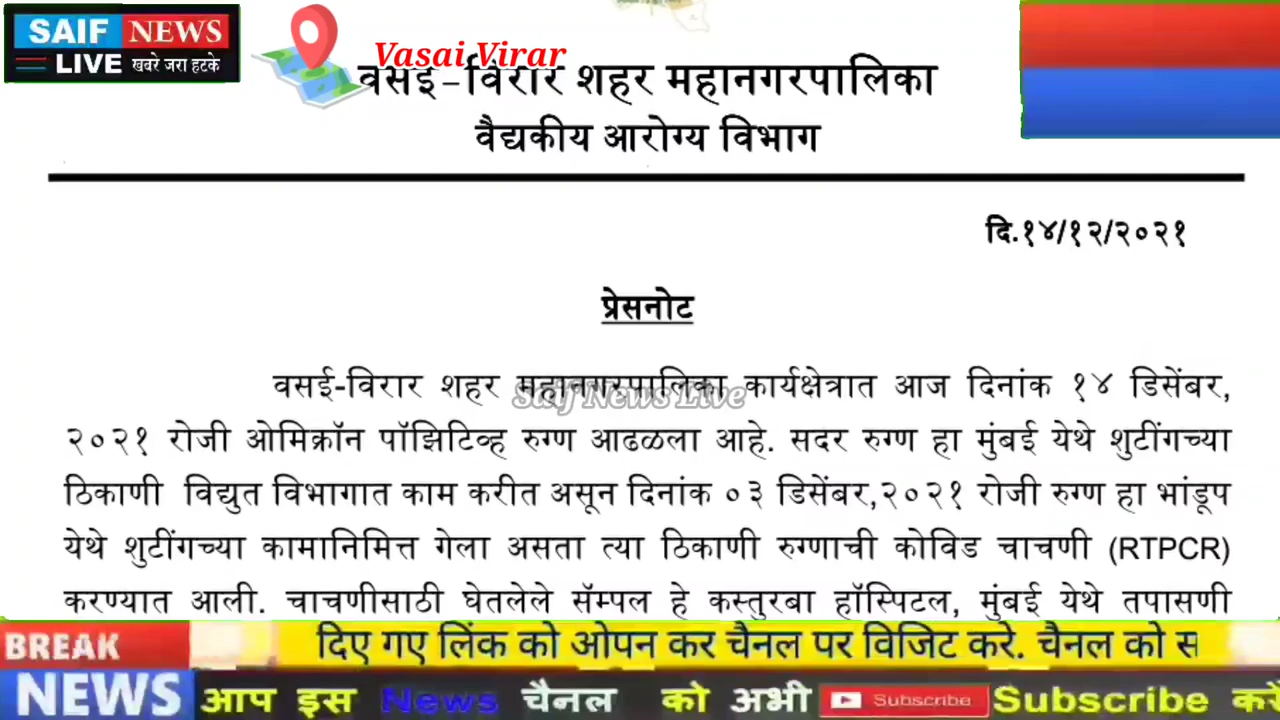 SAIF NEWS
LIVE खबरे जरा हटके
Vasai Virar
वसई-विरार शहर महानगरपालिका
वैद्यकीय आरोग्य विभाग
दि.१४/१२/२०२१
प्रेसनोट
वसई-विरार शहर महानगरपालिका कार्यक्षेत्रात आज दिनांक १४ डिसेंबर,
Saif News Live
२०२१ रोजी ओमिक्रॉन पॉझिटिव्ह रुग्ण आढळला आहे. सदर रुग्ण हा मुंबई येथे शुटींगच्या
ठिकाणी विद्युत विभागात काम करीत असून दिनांक ०३ डिसेंबर,२०२१ रोजी रुग्ण हा भांडूप
येथे शुटींगच्या कामानिमित्त गेला असता त्या ठिकाणी रुग्णाची कोविड चाचणी (RTPCR)
करण्यात आली. चाचणीसाठी घेतलेले सॅम्पल हे कस्तुरबा हॉस्पिटल, मुंबई येथे तपासणी
BREAK
दिए गए लिंक को ओपन कर चैनल पर विजिट करे. चैनल को स
NEWS
आप इस News चैनल को अभी Subscribe Subscribe करें